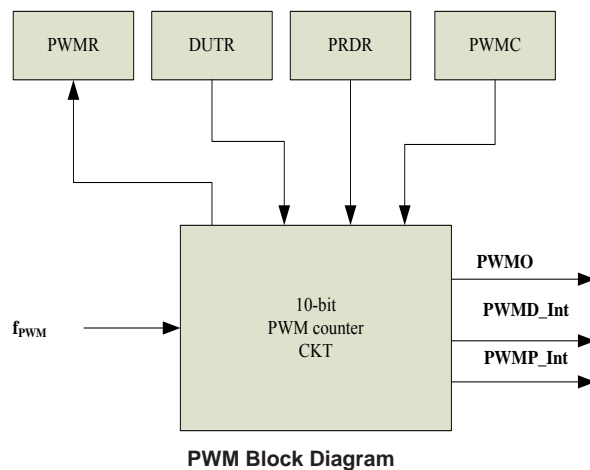 PWMR
DUTR
PRDR
PWMC
10-bit
PWM counter
CKT
fPWM
PWMO
PWMD_Int
PWMP_Int
PWM Block Diagram